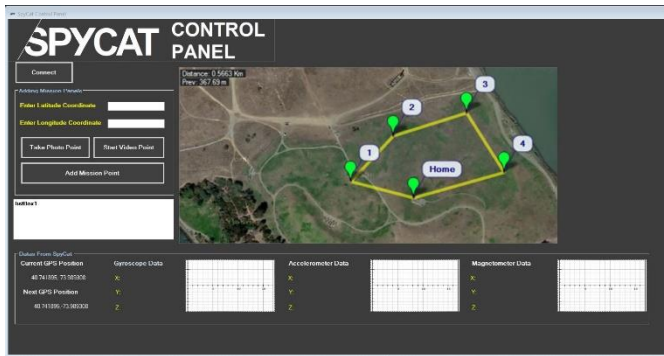 SpyCat Control Panel
SPYCAT CONTROL PANEL
Connect
Distance: 0.5663 Km
Prev: 367.69 m
Adding Mission Panels
Enter Latitude Coordinate
Enter Longitude Coordinate
Take Photo Point
Start Video Point
Add Mission Point
1
2
3
4
Home
Datas From SpyCat
Current GPS Position
Gyroscope Data
Accelerometer Data
Magnetometer Data
X:
X:
X:
Next GPS Position
Y:
Y:
Y:
Z:
Z:
Z: